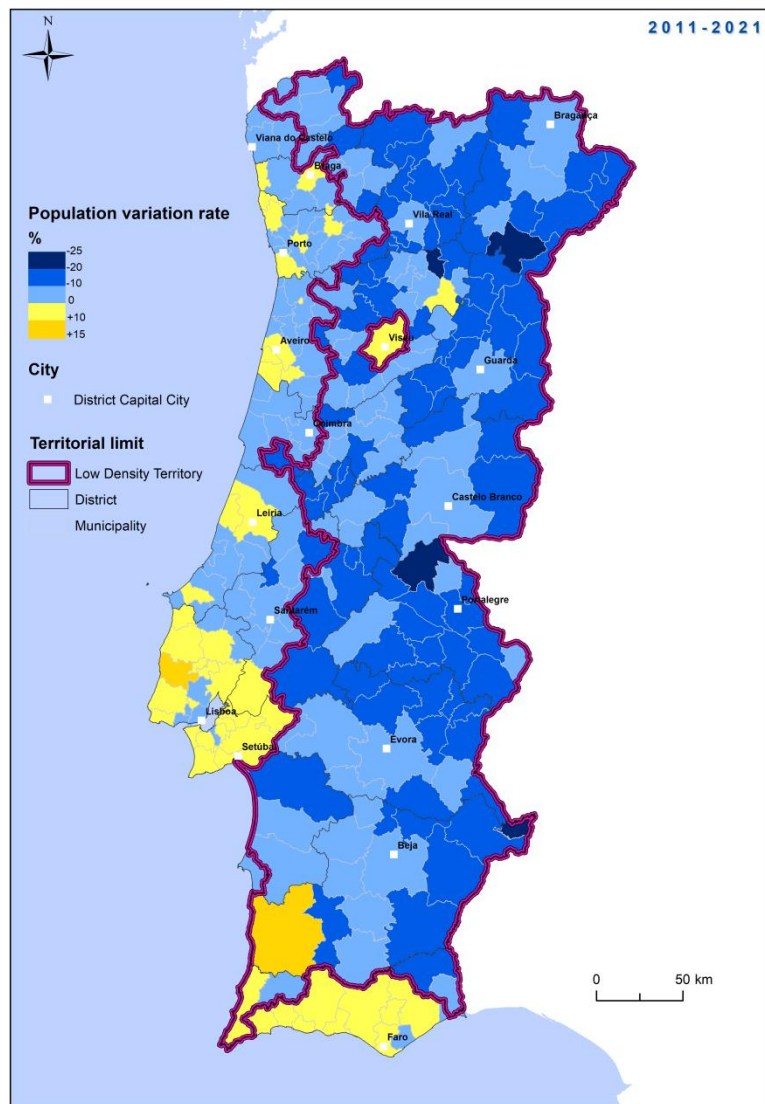 2011-2021
N
Bragança
Viana do Castelo
Braga
Population variation rate
%
-25
-20
-10
0
+10
+15
Vila Real
Porto
Aveiro
Viseu
Guarda
City
District Capital City
Coimbra
Territorial limit
Low Density Territory
District
Municipality
Castelo Branco
Leiria
Portalegre
Santarém
Lisboa
Setúbal
Evora
Beja
0 50 km
Faro